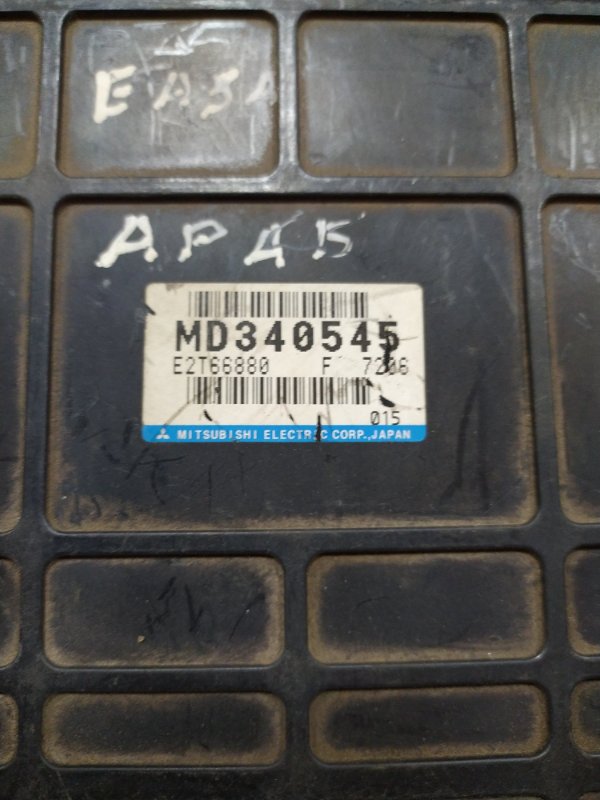 EA5A
APA5
MD340545
E2T66880 F 7206
015
MITSUBISHI ELECTRIC CORP.,JAPAN